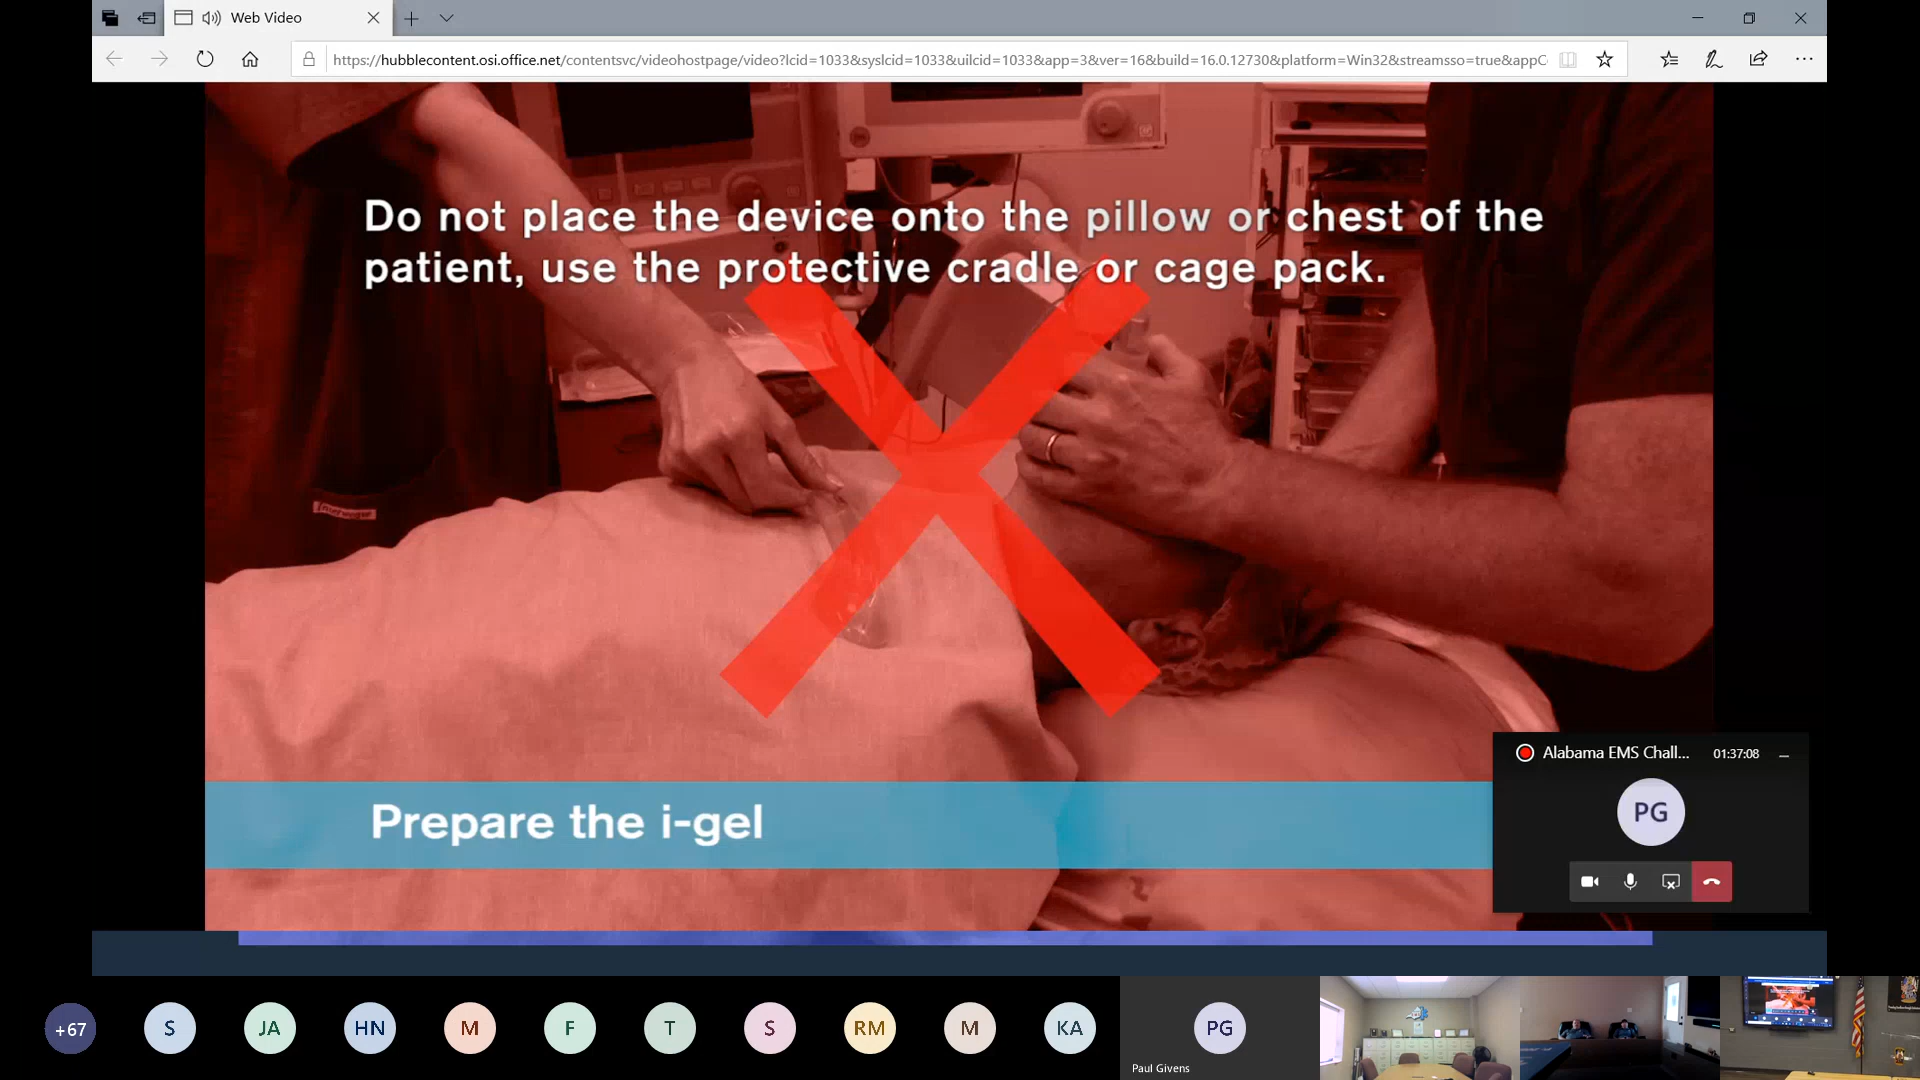 Web Video
https://hubblecontent.osi.office.net/contentsvc/videohostpage/video?lcid=1033&syslcid=1033&uilcid=1033&app=3&ver=16&build=16.0.12730&platform=Win32&streamsso=true&appC
Do not place the device onto the pillow or chest of the
patient, use the protective cradle or cage pack.
Prepare the i-gel
Alabama EMS Chall... 01:37:08
PG
+67 S JA HN M F T S RM M KA PG
Paul Givens